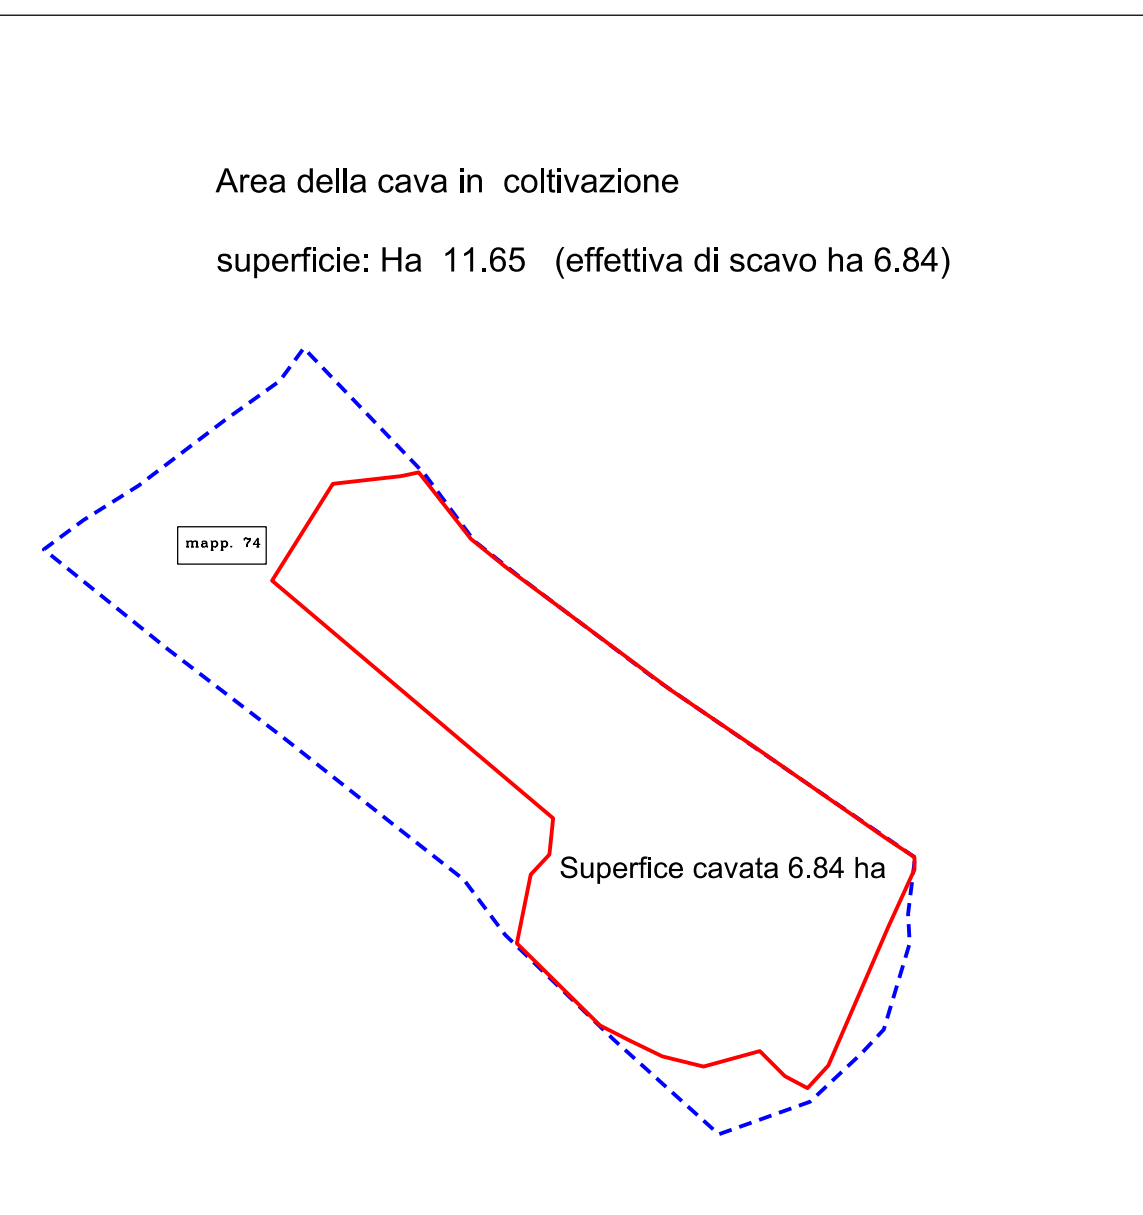 Area della cava in coltivazione
superficie: Ha 11.65 (effettiva di scavo ha 6.84)
mapp. 74
Superfice cavata 6.84 ha